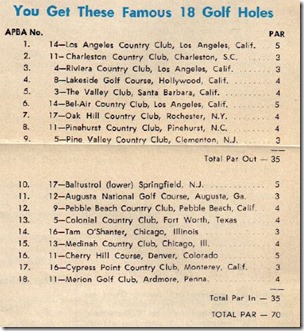 You Get These Famous 18 Golf Holes
APBA No. PAR
1. 14—Los Angeles Country Club, Los Angeles, Calif. 5
2. 11—Charleston Country Club, Charleston, S.C. 3
3. 4—Riviera Country Club, Los Angeles, Calif. 3
4. 8—Lakeside Golf Course, Hollywood, Calif. 4
5. 3—The Valley Club, Santa Barbara, Calif. 4
6. 14—Bel-Air Country Club, Los Angeles, Calif. 5
7. 17—Oak Hill Country Club, Rochester, N.Y. 4
8. 11—Pinehurst Country Club, Pinehurst, N.C. 4
9. 5—Pine Valley Country Club, Clementon, N.J. 3
Total Par Out — 35
10. 17—Baltustrol (lower) Springfield, N.J. 5
11. 12—Augusta National Golf Course, Augusta, Ga. 3
12. 9—Pebble Beach Country Club, Pebble Beach, Calif. 4
13. 5—Colonial Country Club, Fort Worth, Texas 4
14. 16—Tam O'Shanter, Chicago, Illinois 3
15. 13—Medinah Country Club, Chicago, Ill. 4
16. 11—Cherry Hill Course, Denver, Colorado 5
17. 16—Cypress Point Country Club, Monterey, Calif. 3
18. 11—Merion Golf Club, Ardmore, Penna. 4
Total Par In — 35
TOTAL PAR — 70